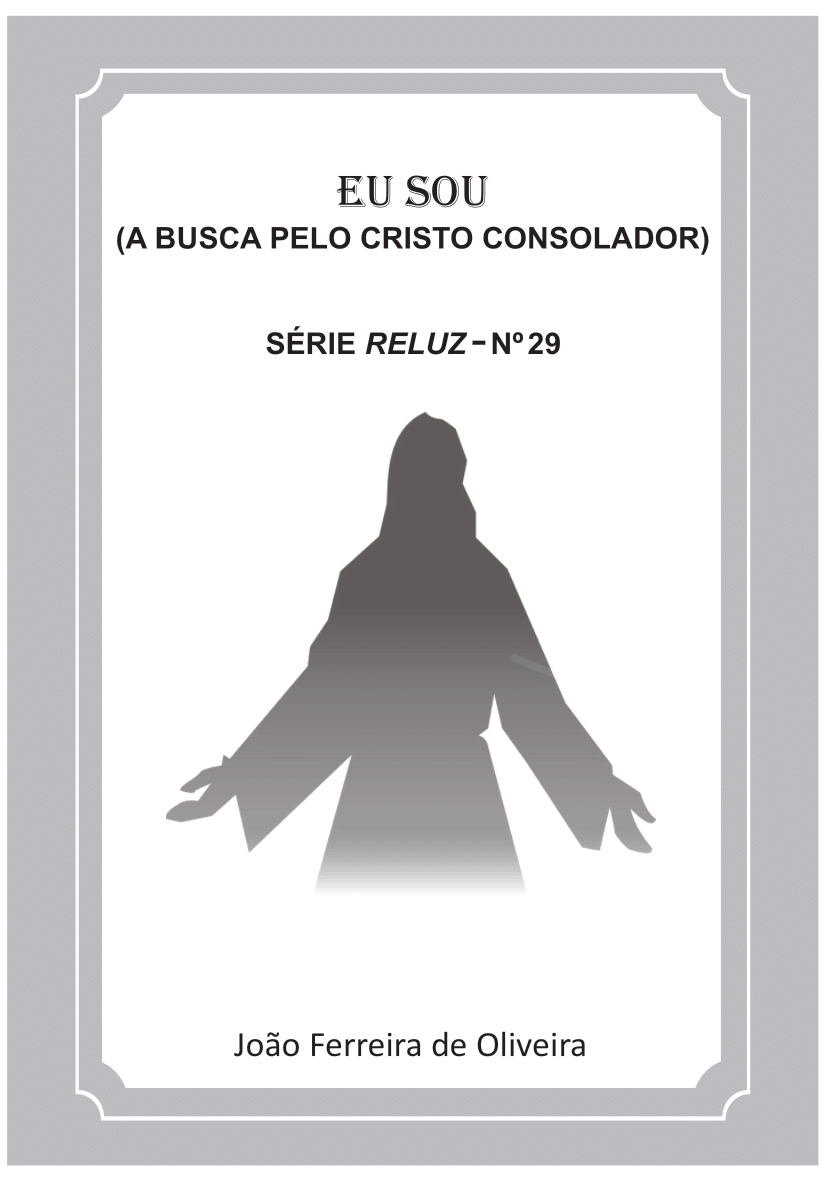 EU SOU
(A BUSCA PELO CRISTO CONSOLADOR)
SÉRIE RELUZ – Nº 29
João Ferreira de Oliveira